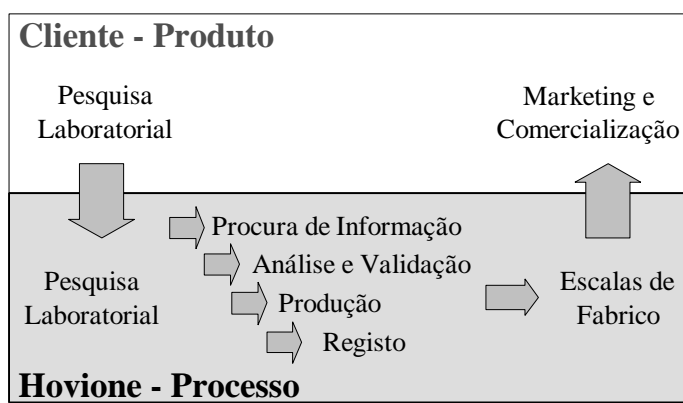 Cliente - Produto
Pesquisa
Laboratorial
Marketing e
Comercialização
Procura de Informação
Análise e Validação
Produção
Registo
Pesquisa
Laboratorial
Escalas de
Fabrico
Hovione - Processo